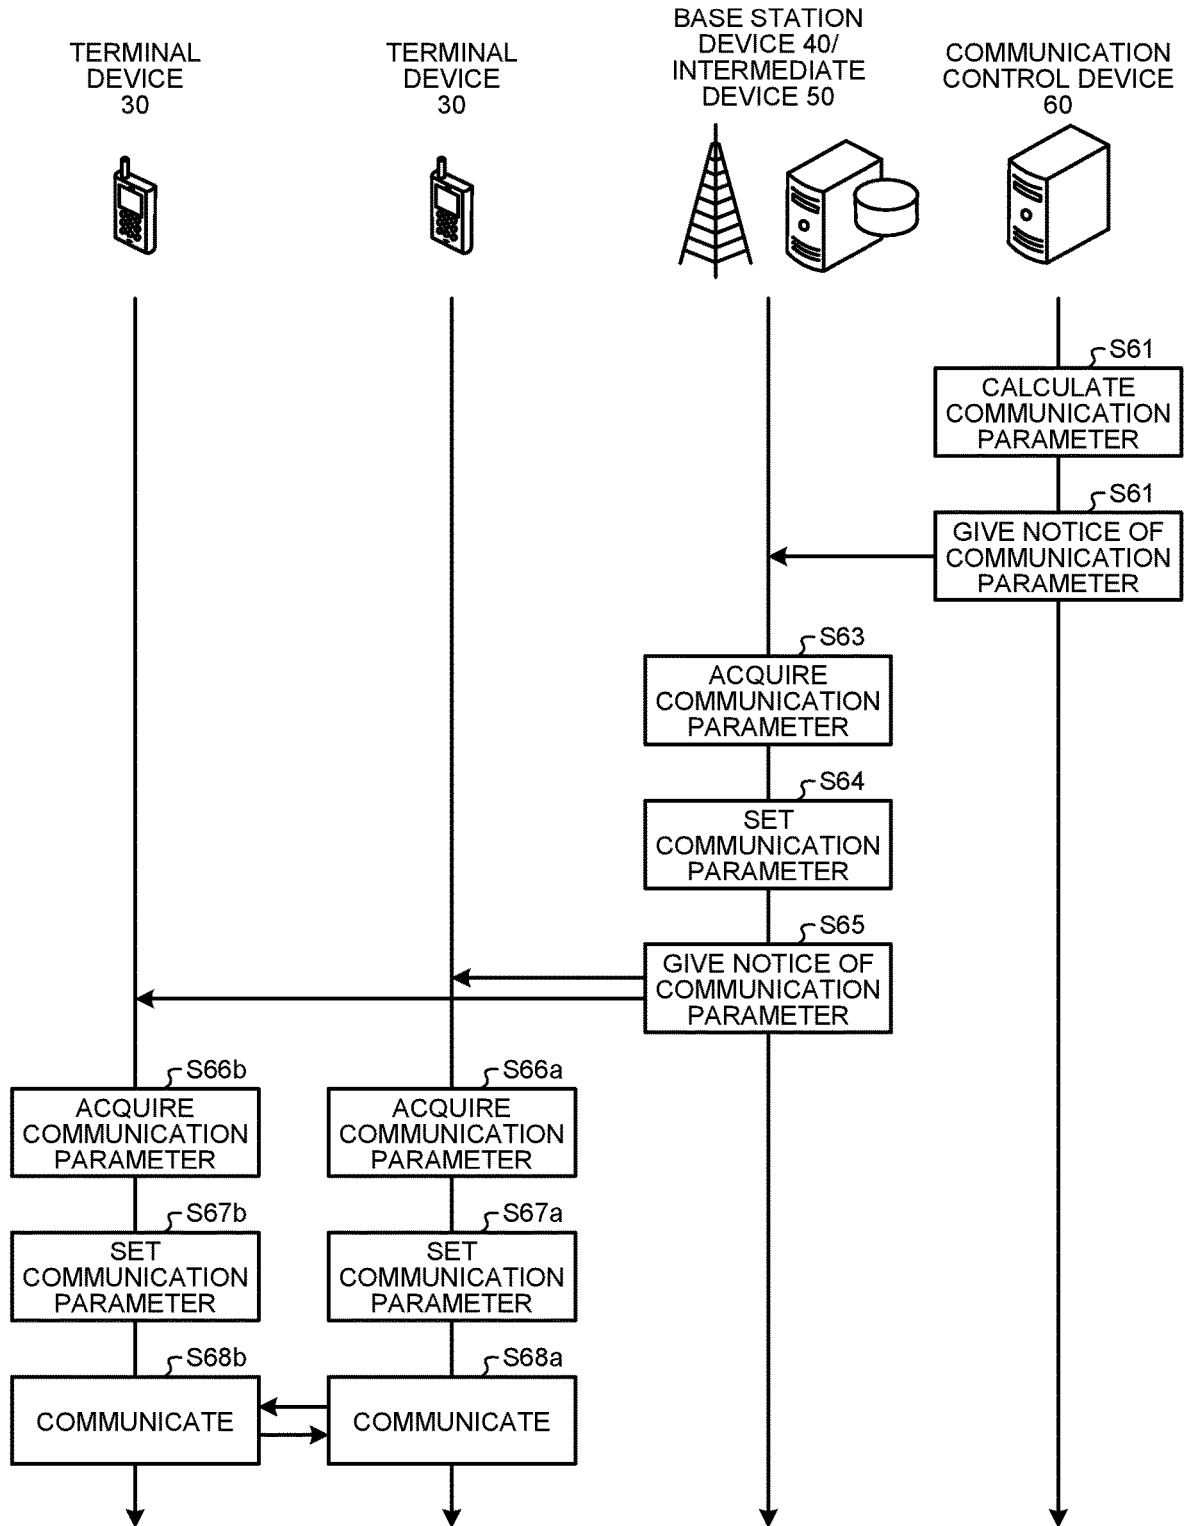 TERMINAL
DEVICE
30
TERMINAL
DEVICE
30
BASE STATION
DEVICE 40/
INTERMEDIATE
DEVICE 50
COMMUNICATION
CONTROL DEVICE
60
S61
CALCULATE
COMMUNICATION
PARAMETER
S61
GIVE NOTICE OF
COMMUNICATION
PARAMETER
S63
ACQUIRE
COMMUNICATION
PARAMETER
S64
SET
COMMUNICATION
PARAMETER
S65
GIVE NOTICE OF
COMMUNICATION
PARAMETER
S66b
ACQUIRE
COMMUNICATION
PARAMETER
S66a
ACQUIRE
COMMUNICATION
PARAMETER
S67b
SET
COMMUNICATION
PARAMETER
S67a
SET
COMMUNICATION
PARAMETER
S68b
COMMUNICATE
S68a
COMMUNICATE